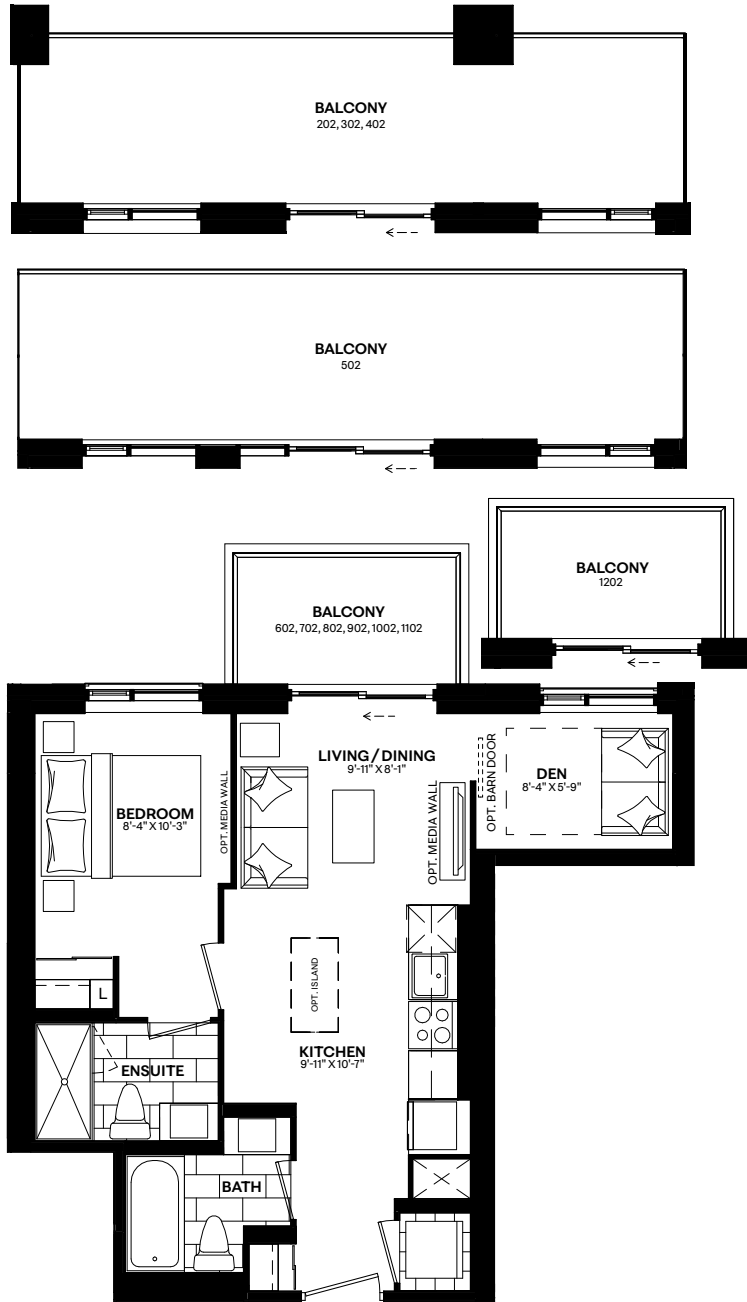 BALCONY
202, 302, 402
BALCONY
502
BALCONY
1202
BALCONY
602, 702, 802, 902, 1002, 1102
LIVING / DINING
9'-11" X 8'-1"
OPT. BARN DOOR
DEN
8'-4" X 5'-9"
BEDROOM
8'-4" X 10'-3"
OPT. MEDIA WALL
OPT. MEDIA WALL
OPT. ISLAND
L
KITCHEN
9'-11" X 10'-7"
ENSUITE
BATH